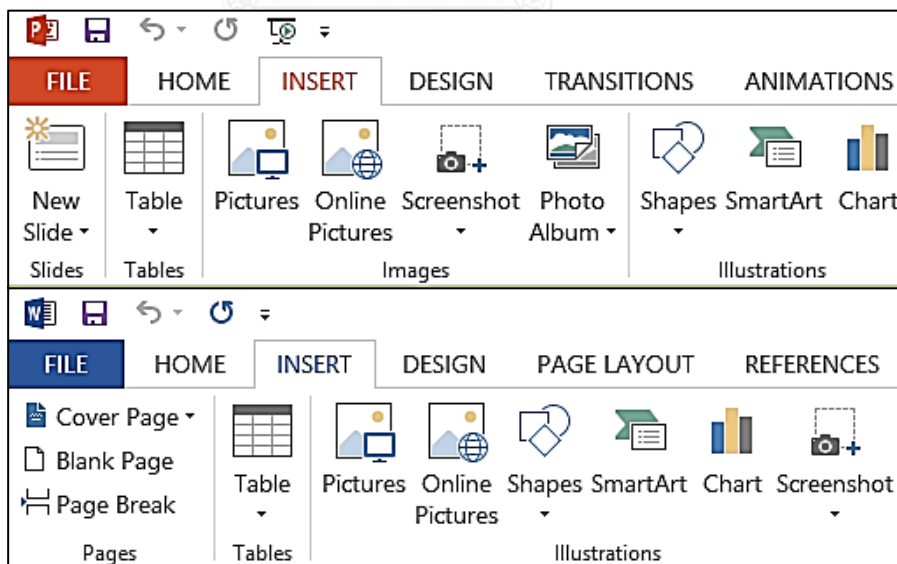 FILE HOME INSERT DESIGN TRANSITIONS ANIMATIONS
New Slide Table Pictures Online Pictures Screenshot Photo Album Shapes SmartArt Chart
Slides Tables Images Illustrations
FILE HOME INSERT DESIGN PAGE LAYOUT REFERENCES
Cover Page
Blank Page
Page Break
Table Pictures Online Pictures Shapes SmartArt Chart Screenshot
Pages Tables Illustrations